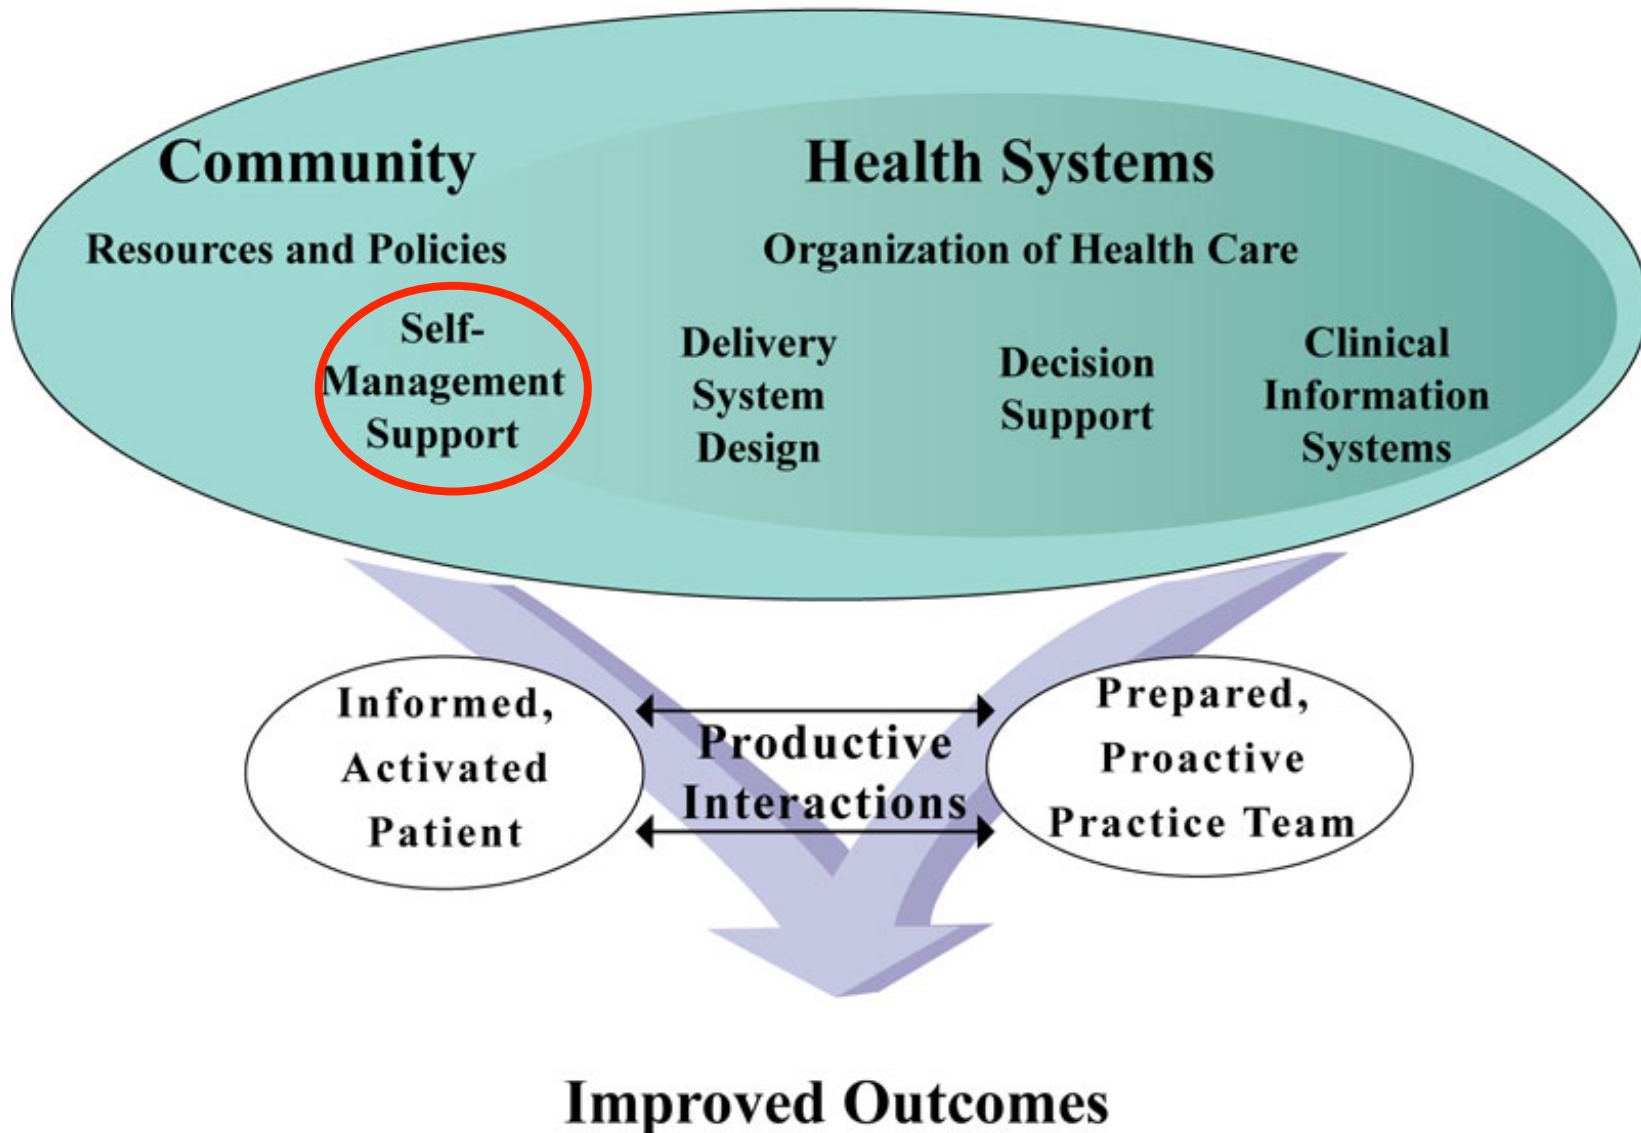 Community
Health Systems
Resources and Policies
Organization of Health Care
Self-
Management
Support
Delivery
System
Design
Decision
Support
Clinical
Information
Systems
Informed,
Activated
Patient
Productive
Interactions
Prepared,
Proactive
Practice Team
Improved Outcomes